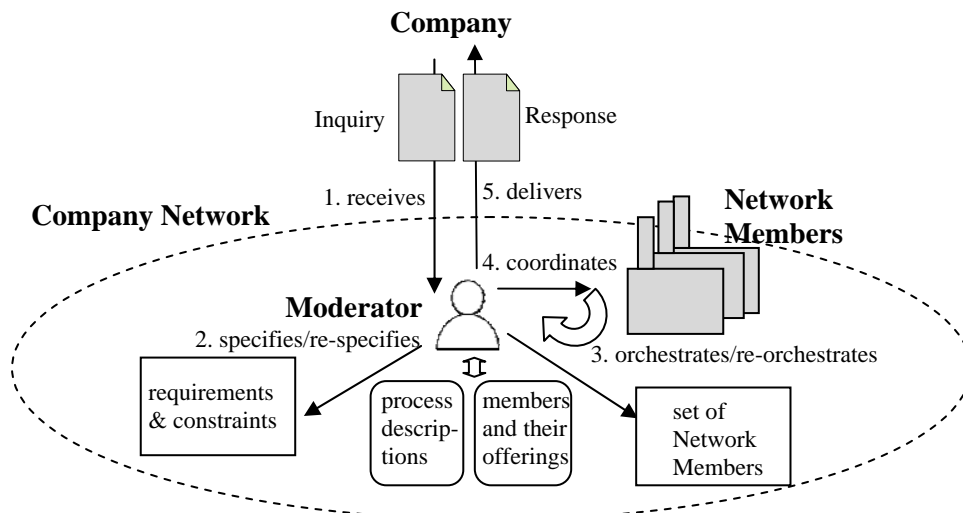 Company
Inquiry
Response
1. receives
5. delivers
Company Network
Network
Members
4. coordinates
Moderator
2. specifies/re-specifies
3. orchestrates/re-orchestrates
requirements
& constraints
process
descrip-
tions
members
and their
offerings
set of
Network
Members